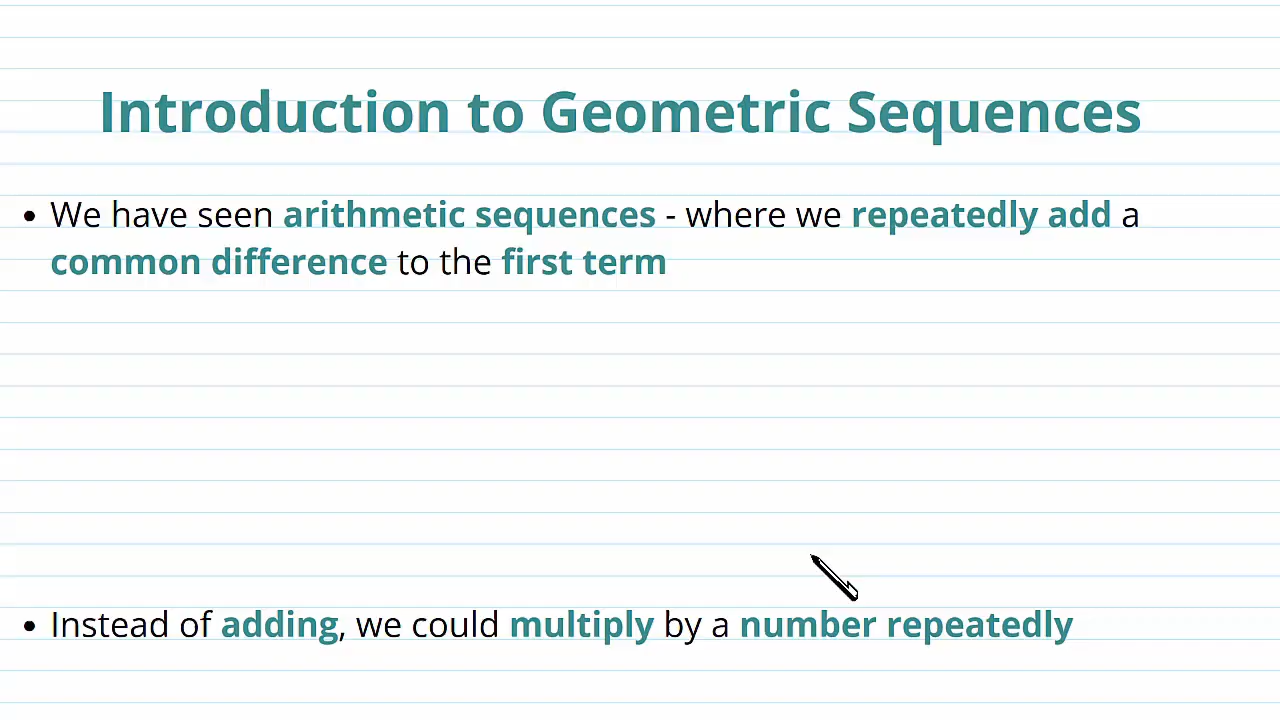 Introduction to Geometric Sequences
• We have seen arithmetic sequences - where we repeatedly add a
common difference to the first term
• Instead of adding, we could multiply by a number repeatedly